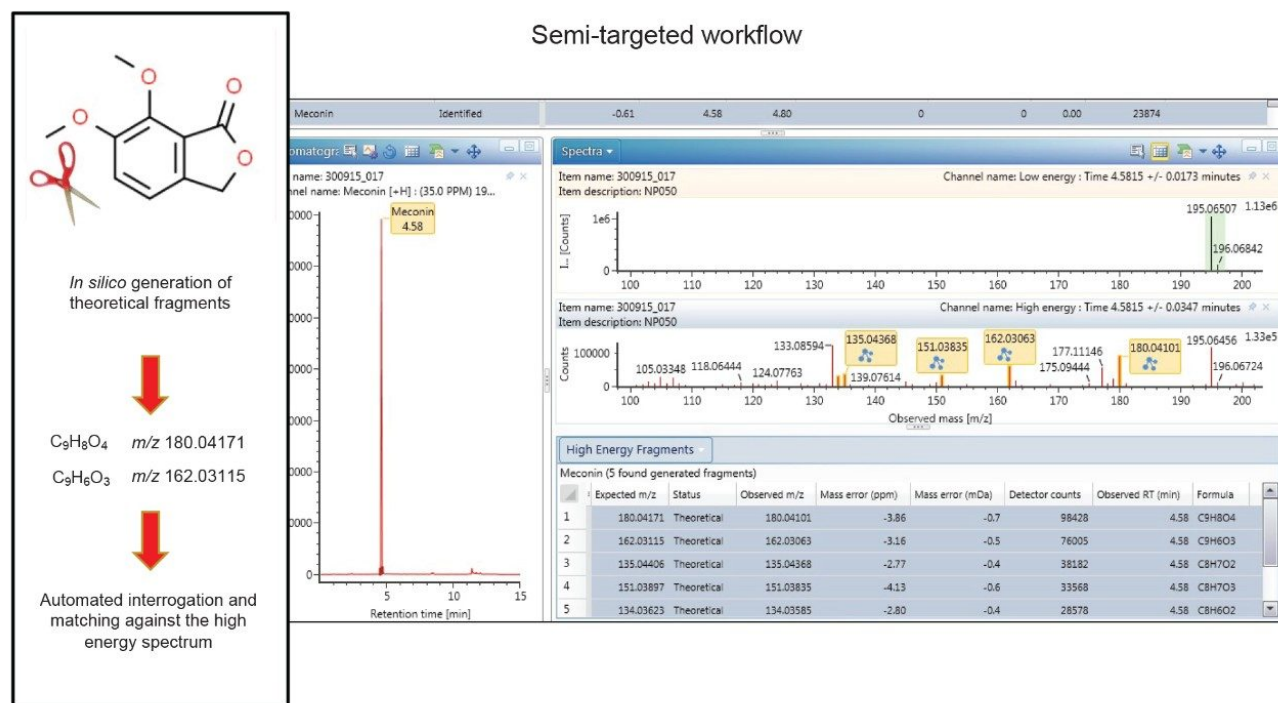 Semi-targeted workflow
O
O
O
O
In silico generation of
theoretical fragments
C9H8O4 m/z 180.04171
C9H6O3 m/z 162.03115
Automated interrogation and
matching against the high
energy spectrum
Meconin Identified -0.61 4.58 4.80 0 0 0.00 23874
Item name: 300915_017
Channel name: Meconin [+H] : (35.0 PPM) 19...
Meconin
4.58
5 10 15
Retention time [min]
Spectra
Item name: 300915_017 Channel name: Low energy : Time 4.5815 +/- 0.0173 minutes
Item description: NP050
I... [Counts]
1e6
0
195.06507 1.13e6
196.06842
100 110 120 130 140 150 160 170 180 190 200
Item name: 300915_017 Channel name: High energy : Time 4.5815 +/- 0.0347 minutes
Item description: NP050
Counts
100000
0
105.03348 118.06444 124.07763 133.08594 135.04368 139.07614 151.03835 162.03063 175.09444 177.11146 180.04101 195.06456 1.33e5
196.06724
100 110 120 130 140 150 160 170 180 190 200
Observed mass [m/z]
High Energy Fragments
Meconin (5 found generated fragments)
Expected m/z Status Observed m/z Mass error (ppm) Mass error (mDa) Detector counts Observed RT (min) Formula
1 180.04171 Theoretical 180.04101 -3.86 -0.7 98428 4.58 C9H8O4
2 162.03115 Theoretical 162.03063 -3.16 -0.5 76005 4.58 C9H6O3
3 135.04406 Theoretical 135.04368 -2.77 -0.4 38182 4.58 C8H7O2
4 151.03897 Theoretical 151.03835 -4.13 -0.6 33568 4.58 C8H7O3
5 134.03623 Theoretical 134.03585 -2.80 -0.4 28578 4.58 C8H6O2